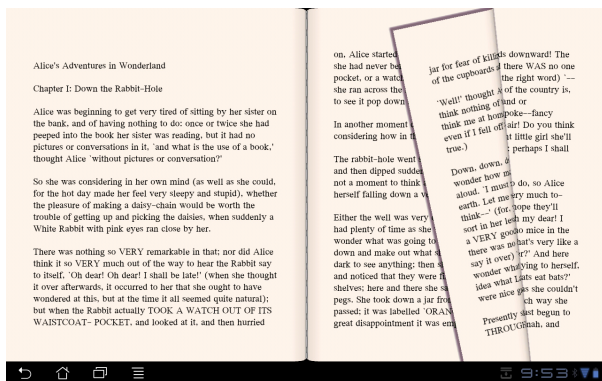 Alice's Adventures in Wonderland
Chapter I: Down the Rabbit-Hole
Alice was beginning to get very tired of sitting by her sister on
the bank, and of having nothing to do: once or twice she had
peeped into the book her sister was reading, but it had no
pictures or conversations in it, `and what is the use of a book,'
thought Alice `without pictures or conversation?'
So she was considering in her own mind (as well as she could,
for the hot day made her feel very sleepy and stupid), whether
the pleasure of making a daisy-chain would be worth the
trouble of getting up and picking the daisies, when suddenly a
White Rabbit with pink eyes ran close by her.
There was nothing so VERY remarkable in that; nor did Alice
think it so VERY much out of the way to hear the Rabbit say
to itself, `Oh dear! Oh dear! I shall be late!' (when she thought
it over afterwards, it occurred to her that she ought to have
wondered at this, but at the time it all seemed quite natural);
but when the Rabbit actually TOOK A WATCH OUT OF ITS
WAISTCOAT- POCKET, and looked at it, and then hurried
on, Alice started
she had never
pocket, or a
she ran across the
to see it pop down
In another moment
considering how in
The rabbit-hole went
and then dipped
not a moment to think
herself falling down a
Either the well was very
had plenty of time as she
wonder what was going to
down and make out what
dark to see anything; then
and noticed that they were
shelves; here and there she
pegs. She took down a jar
passed; it was labelled
great disappointment it was
jar for fear of
of the cupboards
`Well!' thought
think nothing of
think me at
even if I fell off
true.)
Down, down,
wonder how
aloud. `I must
earth. Let me
think--' (for,
sort in her
a VERY
there was no
say it over)
wonder what
idea what
were nice
Presently
downward! The
there WAS no one
the right word) `--
of the country is,
and or
poke--fancy
air! Do you think
little girl she'll
; perhaps I shall
do, so Alice
very much to-
hope they'll
my dear! I
mice in the
that's very like a
And here
to herself,
eat bats?'
she couldn't
way she
begun to
and
9:53